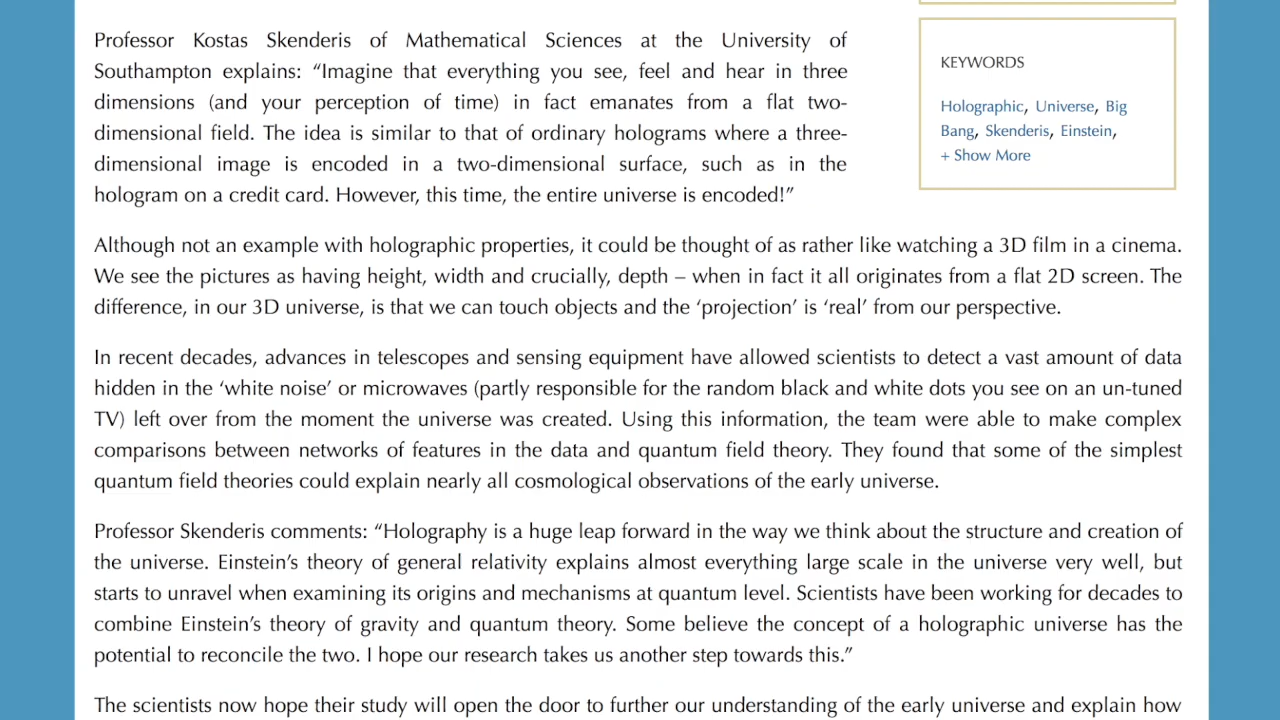 Professor Kostas Skenderis of Mathematical Sciences at the University of
Southampton explains: “Imagine that everything you see, feel and hear in three
dimensions (and your perception of time) in fact emanates from a flat two-
dimensional field. The idea is similar to that of ordinary holograms where a three-
dimensional image is encoded in a two-dimensional surface, such as in the
hologram on a credit card. However, this time, the entire universe is encoded!”
KEYWORDS
Holographic, Universe, Big
Bang, Skenderis, Einstein,
+ Show More
Although not an example with holographic properties, it could be thought of as rather like watching a 3D film in a cinema.
We see the pictures as having height, width and crucially, depth – when in fact it all originates from a flat 2D screen. The
difference, in our 3D universe, is that we can touch objects and the ‘projection’ is ‘real’ from our perspective.
In recent decades, advances in telescopes and sensing equipment have allowed scientists to detect a vast amount of data
hidden in the ‘white noise’ or microwaves (partly responsible for the random black and white dots you see on an un-tuned
TV) left over from the moment the universe was created. Using this information, the team were able to make complex
comparisons between networks of features in the data and quantum field theory. They found that some of the simplest
quantum field theories could explain nearly all cosmological observations of the early universe.
Professor Skenderis comments: “Holography is a huge leap forward in the way we think about the structure and creation of
the universe. Einstein’s theory of general relativity explains almost everything large scale in the universe very well, but
starts to unravel when examining its origins and mechanisms at quantum level. Scientists have been working for decades to
combine Einstein’s theory of gravity and quantum theory. Some believe the concept of a holographic universe has the
potential to reconcile the two. I hope our research takes us another step towards this.”
The scientists now hope their study will open the door to further our understanding of the early universe and explain how